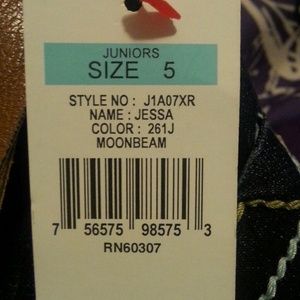 JUNIORS
SIZE 5
STYLE NO : J1A07XR
NAME : JESSA
COLOR : 261J
MOONBEAM
7 56575 98575 3
RN60307